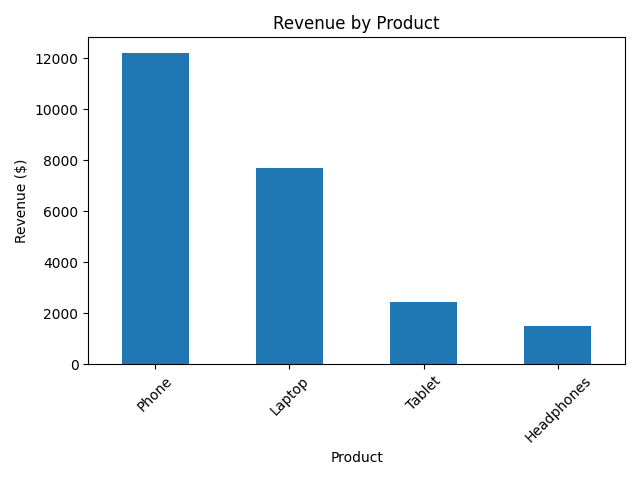 Revenue by Product
Revenue ($)
12000
10000
8000
6000
4000
2000
0
Phone
Laptop
Tablet
Headphones
Product